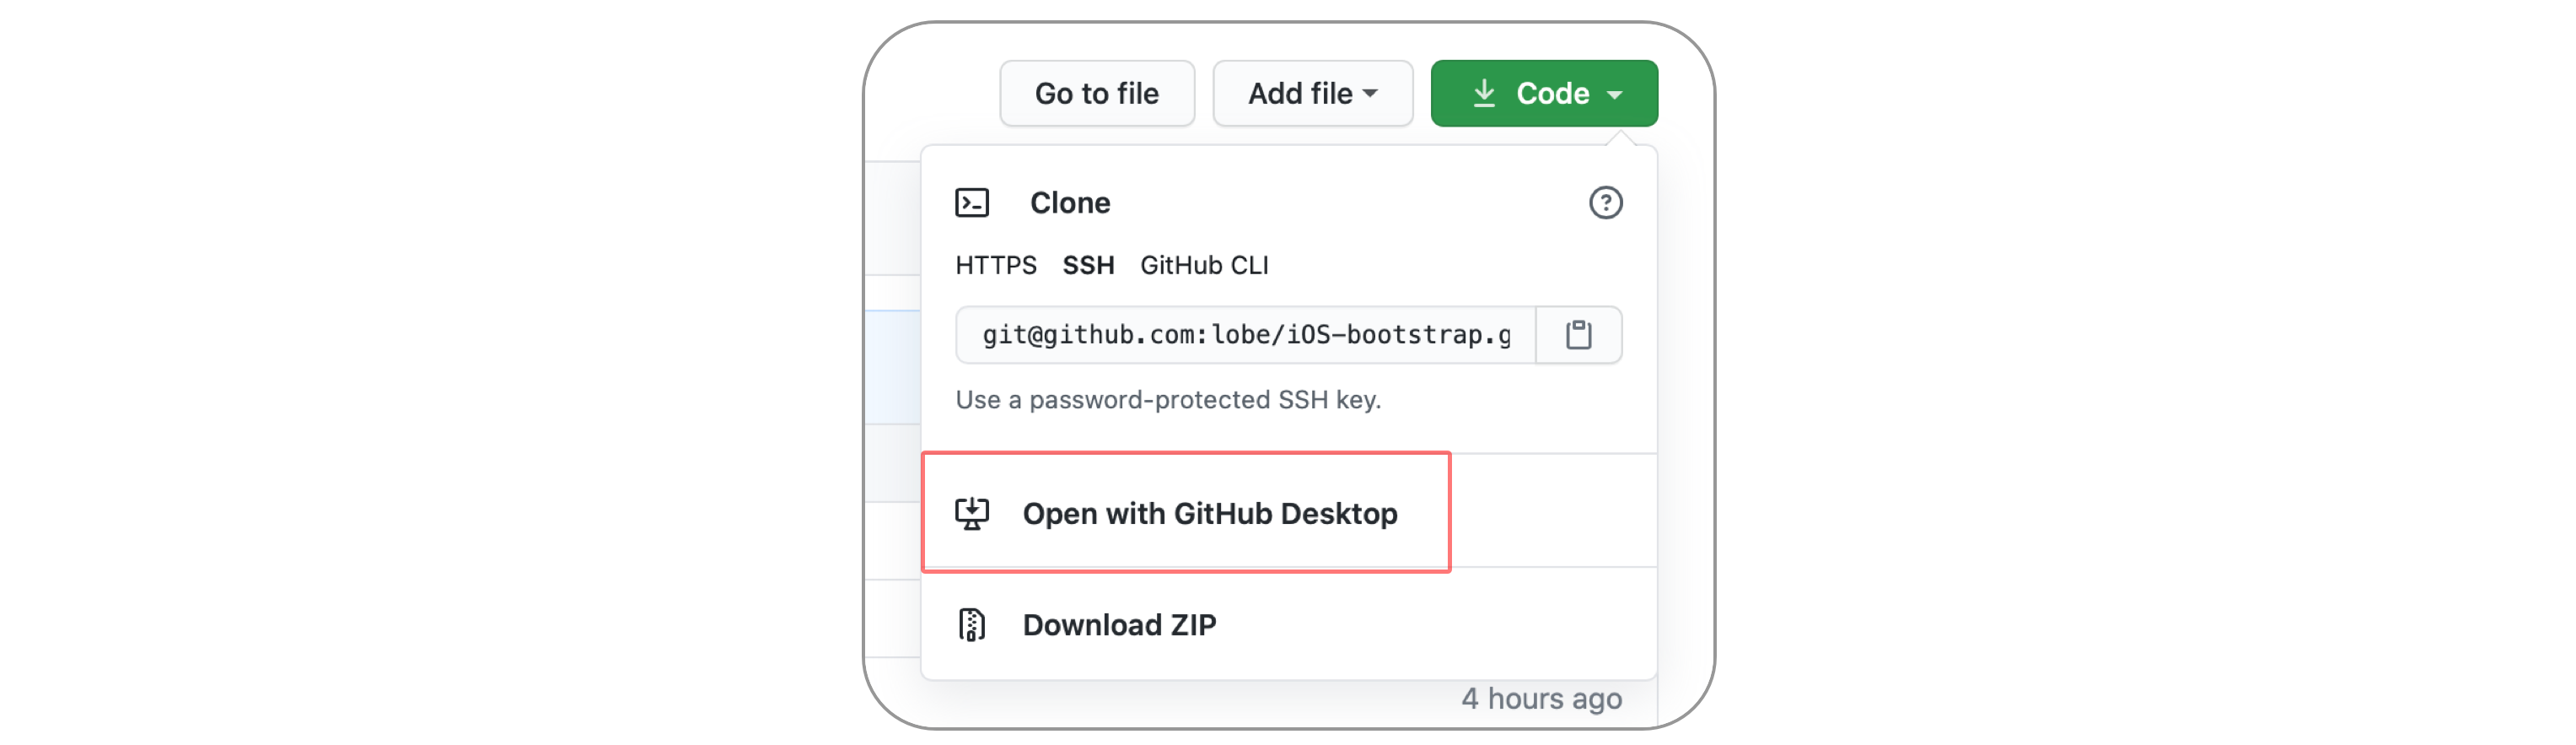 Go to file Add file Code
Clone
HTTPS SSH GitHub CLI
git@github.com:lobe/iOS-bootstrap.g
Use a password-protected SSH key.
Open with GitHub Desktop
Download ZIP
4 hours ago